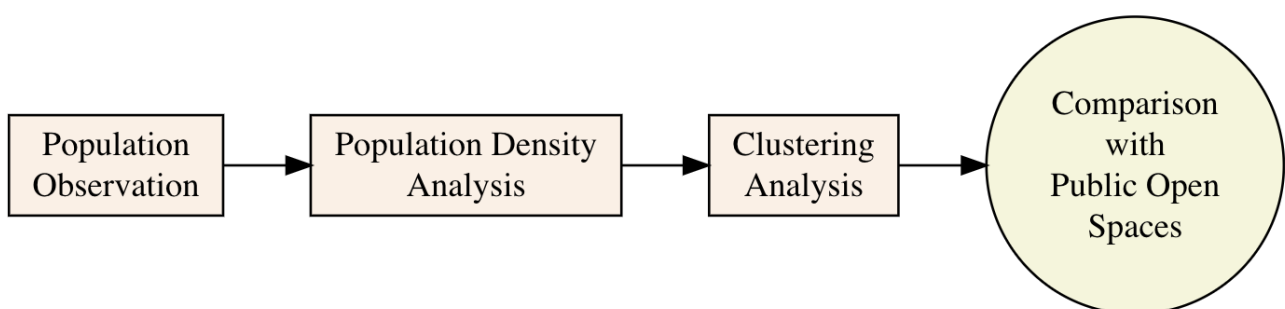 Population
Observation
Population Density
Analysis
Clustering
Analysis
Comparison
with
Public Open
Spaces